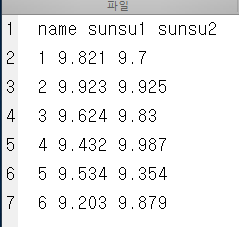 파일
1 name sunsu1 sunsu2
2 1 9.821 9.7
3 2 9.923 9.925
4 3 9.624 9.83
5 4 9.432 9.987
6 5 9.534 9.354
7 6 9.203 9.879